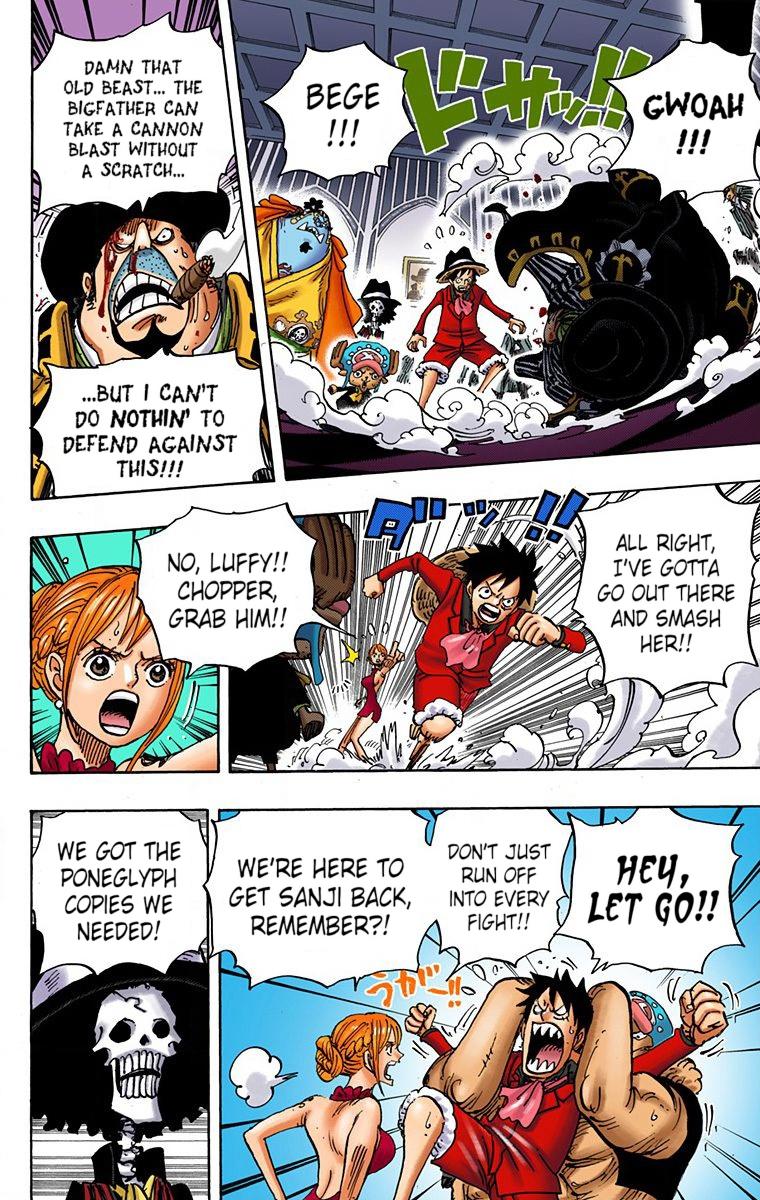 GWOAH
!!!
ドサッ!!
BEGE
!!!
DAMN THAT
OLD BEAST... THE
BIGFATHER CAN
TAKE A CANNON
BLAST WITHOUT
A SCRATCH...
...BUT I CAN'T
DO NOTHIN' TO
DEFEND AGAINST
THIS!!!
ALL RIGHT,
I'VE GOTTA
GO OUT THERE
AND SMASH
HER!!
ダッ!!
NO, LUFFY!!
CHOPPER,
GRAB HIM!!
HEY,
LET GO!!
DON'T JUST
RUN OFF
INTO EVERY
FIGHT!!
うがー!!
WE'RE HERE TO
GET SANJI BACK,
REMEMBER?!
WE GOT THE
PONEGLYPH
COPIES WE
NEEDED!